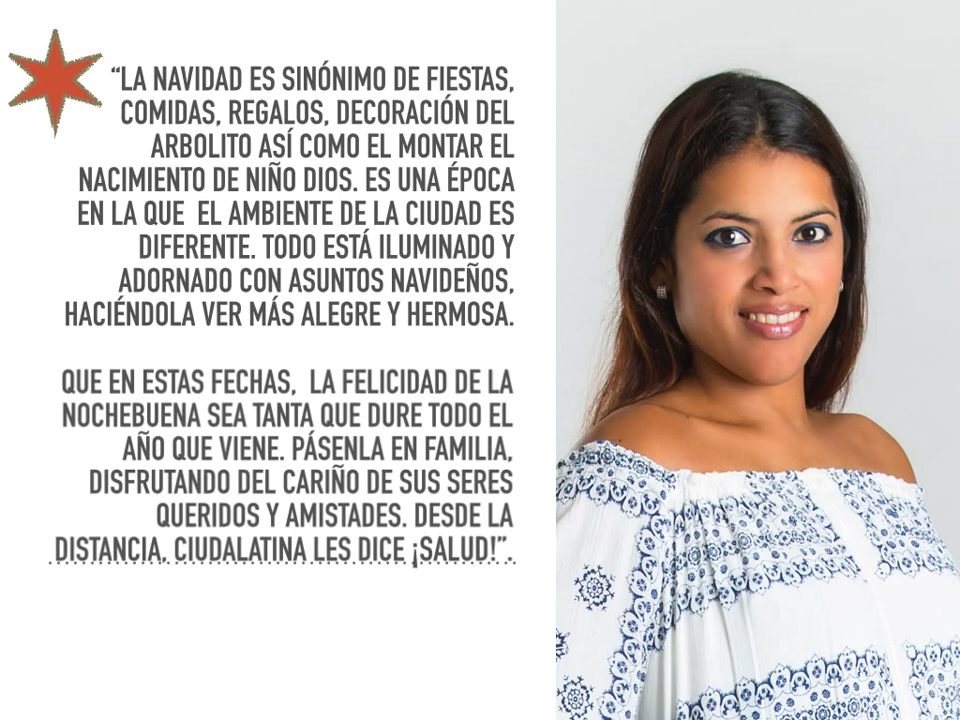 “LA NAVIDAD ES SINÓNIMO DE FIESTAS,
COMIDAS, REGALOS, DECORACIÓN DEL
ARBOLITO ASÍ COMO EL MONTAR EL
NACIMIENTO DE NIÑO DIOS. ES UNA ÉPOCA
EN LA QUE EL AMBIENTE DE LA CIUDAD ES
DIFERENTE. TODO ESTÁ ILUMINADO Y
ADORNADO CON ASUNTOS NAVIDEÑOS,
HACIÉNDOLA VER MÁS ALEGRE Y HERMOSA.
QUE EN ESTAS FECHAS, LA FELICIDAD DE LA
NOCHEBUENA SEA TANTA QUE DURE TODO EL
AÑO QUE VIENE. PÁSENLA EN FAMILIA,
DISFRUTANDO DEL CARIÑO DE SUS SERES
QUERIDOS Y AMISTADES. DESDE LA
DISTANCIA, CIUDALATINA LES DICE ¡SALUD!”.